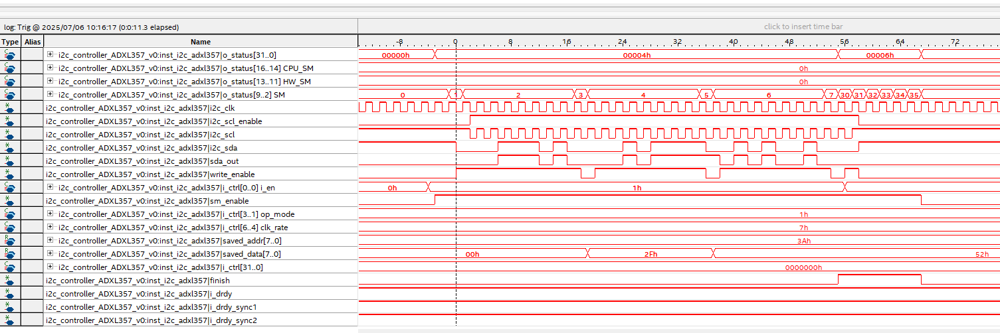 log: Trig @ 2025/07/06 10:16:17 (0:0:11.3 elapsed) click to insert time bar
Type Alias Name -8 0 8 16 24 32 40 48 56 64 72
i2c_controller_ADXL357_v0:inst_i2c_adxl357|o_status[31..0] 00000h 00004h 00006h
i2c_controller_ADXL357_v0:inst_i2c_adxl357|o_status[16..14] CPU_SM 0h
i2c_controller_ADXL357_v0:inst_i2c_adxl357|o_status[13..11] HW_SM 0h
i2c_controller_ADXL357_v0:inst_i2c_adxl357|o_status[9..2] SM 0 1 2 3 4 5 6 7 30 31 32 33 34 35
i2c_controller_ADXL357_v0:inst_i2c_adxl357|i2c_clk
i2c_controller_ADXL357_v0:inst_i2c_adxl357|i2c_scl_enable
i2c_controller_ADXL357_v0:inst_i2c_adxl357|i2c_scl
i2c_controller_ADXL357_v0:inst_i2c_adxl357|i2c_sda
i2c_controller_ADXL357_v0:inst_i2c_adxl357|sda_out
i2c_controller_ADXL357_v0:inst_i2c_adxl357|write_enable
i2c_controller_ADXL357_v0:inst_i2c_adxl357|i_ctrl[0..0] i_en 0h 1h
i2c_controller_ADXL357_v0:inst_i2c_adxl357|sm_enable
i2c_controller_ADXL357_v0:inst_i2c_adxl357|i_ctrl[3..1] op_mode 1h
i2c_controller_ADXL357_v0:inst_i2c_adxl357|i_ctrl[6..4] clk_rate 7h
i2c_controller_ADXL357_v0:inst_i2c_adxl357|saved_addr[7..0] 3Ah
i2c_controller_ADXL357_v0:inst_i2c_adxl357|saved_data[7..0] 00h 2Fh 52h
i2c_controller_ADXL357_v0:inst_i2c_adxl357|i_ctrl[31..0] 0000000h
i2c_controller_ADXL357_v0:inst_i2c_adxl357|finish
i2c_controller_ADXL357_v0:inst_i2c_adxl357|i_drdy
i2c_controller_ADXL357_v0:inst_i2c_adxl357|i_drdy_sync1
i2c_controller_ADXL357_v0:inst_i2c_adxl357|i_drdy_sync2